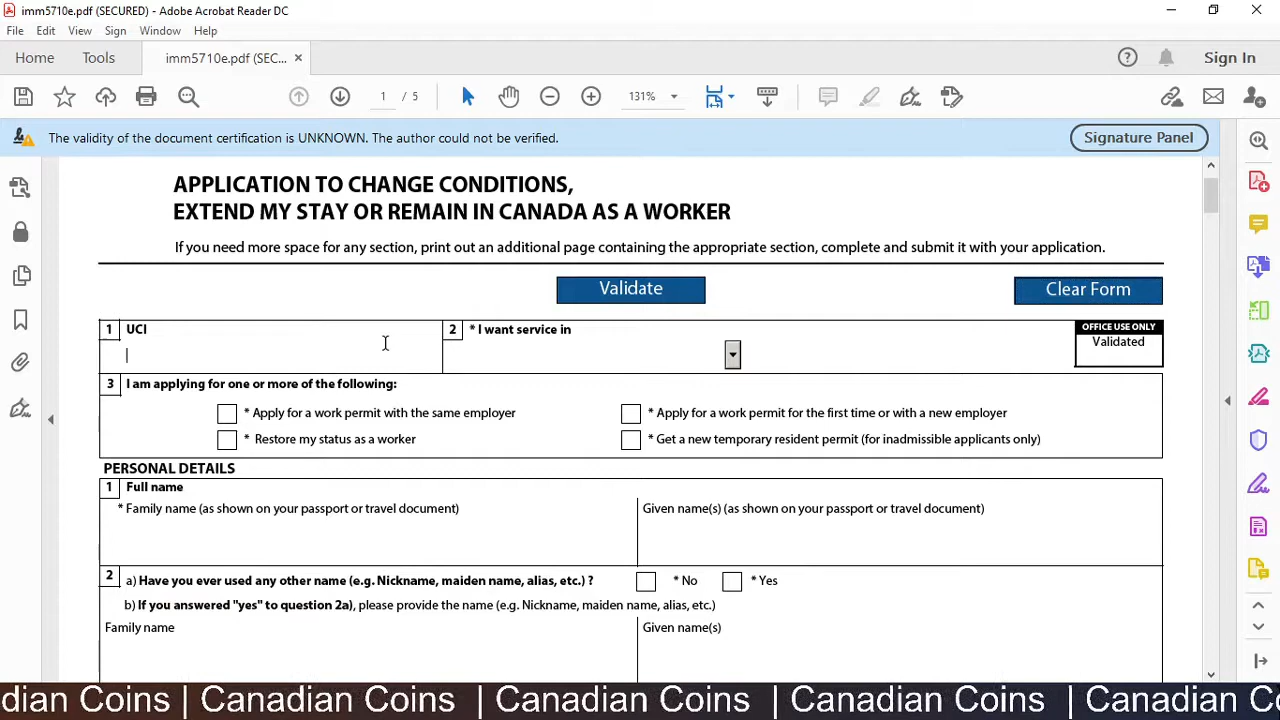 imm5710e.pdf (SECURED) - Adobe Acrobat Reader DC
File Edit View Sign Window Help
Home Tools imm5710e.pdf (SEC... × Sign In
1 / 5 131%
The validity of the document certification is UNKNOWN. The author could not be verified. Signature Panel
APPLICATION TO CHANGE CONDITIONS,
EXTEND MY STAY OR REMAIN IN CANADA AS A WORKER
If you need more space for any section, print out an additional page containing the appropriate section, complete and submit it with your application.
Validate Clear Form
1 UCI 2 * I want service in OFFICE USE ONLY
Validated
3 I am applying for one or more of the following:
* Apply for a work permit with the same employer * Apply for a work permit for the first time or with a new employer
* Restore my status as a worker * Get a new temporary resident permit (for inadmissible applicants only)
PERSONAL DETAILS
1 Full name
* Family name (as shown on your passport or travel document) Given name(s) (as shown on your passport or travel document)
2 a) Have you ever used any other name (e.g. Nickname, maiden name, alias, etc.) ? * No * Yes
b) If you answered "yes" to question 2a), please provide the name (e.g. Nickname, maiden name, alias, etc.)
Family name Given name(s)
dian Coins | Canadian Coins | Canadian Coins | Canadian Coins | Canadian C